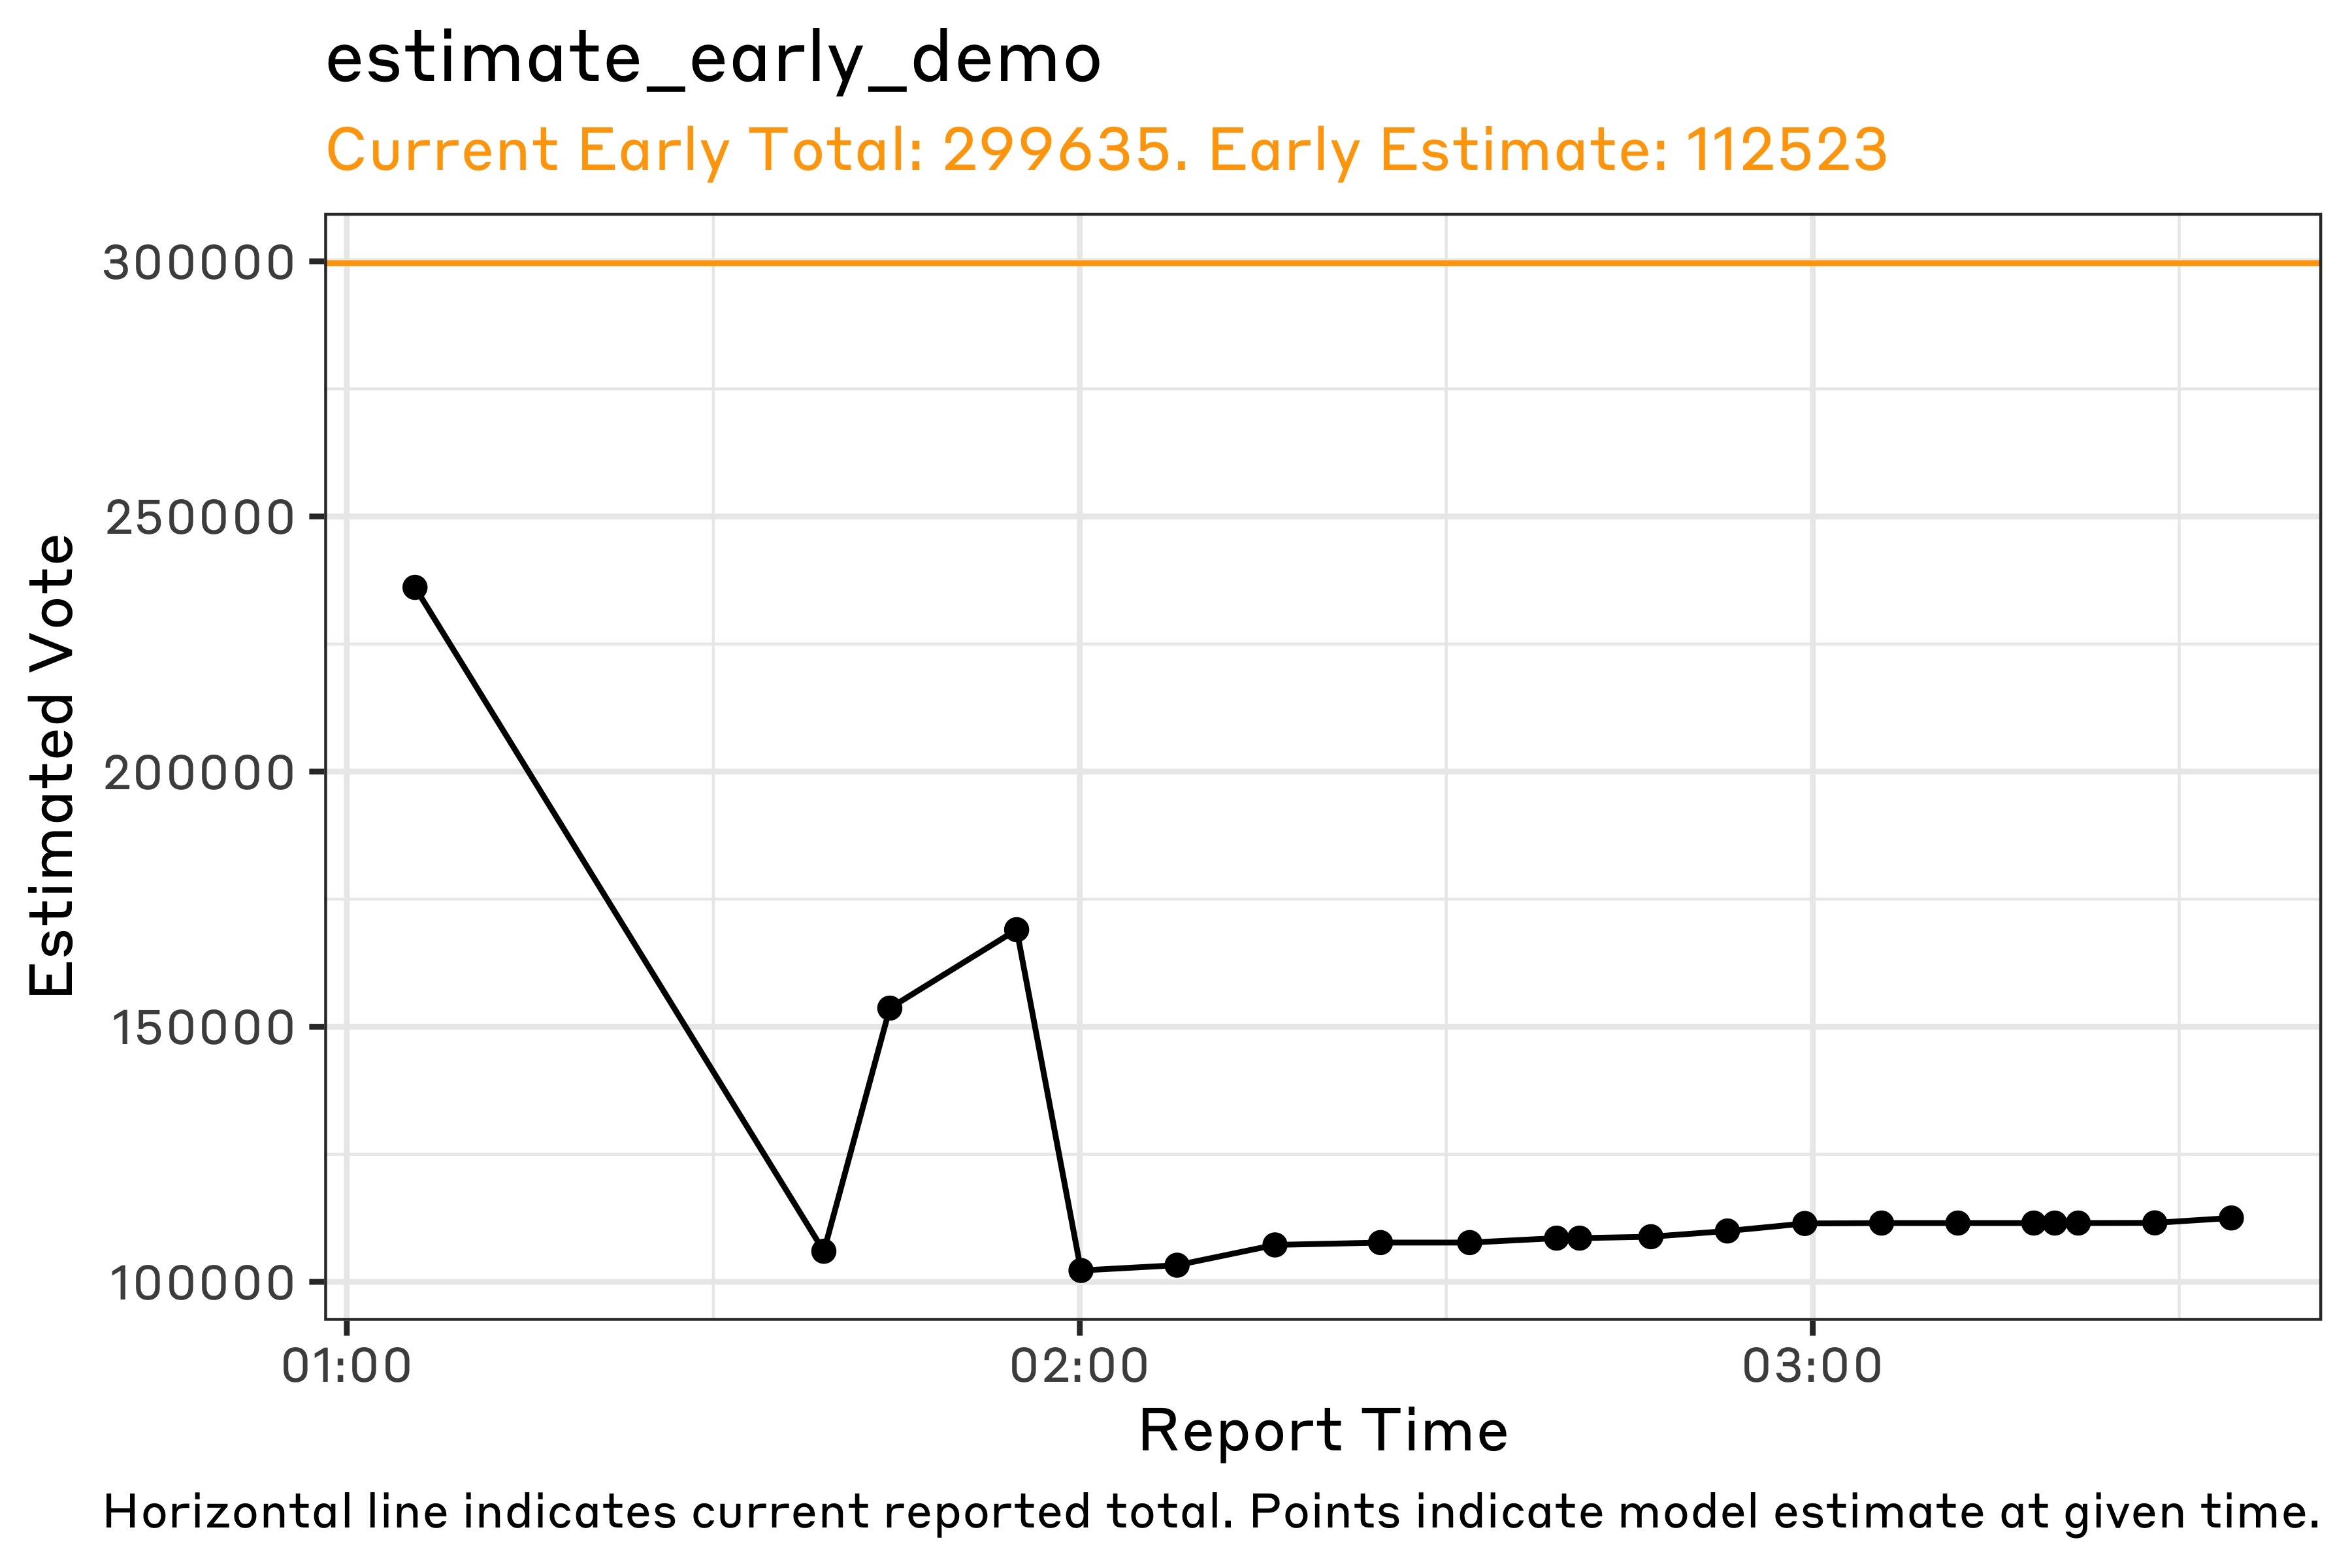 estimate_early_demo
Current Early Total: 299635. Early Estimate: 112523
Estimated Vote
300000
250000
200000
150000
100000
01:00 02:00 03:00
Report Time
Horizontal line indicates current reported total. Points indicate model estimate at given time.